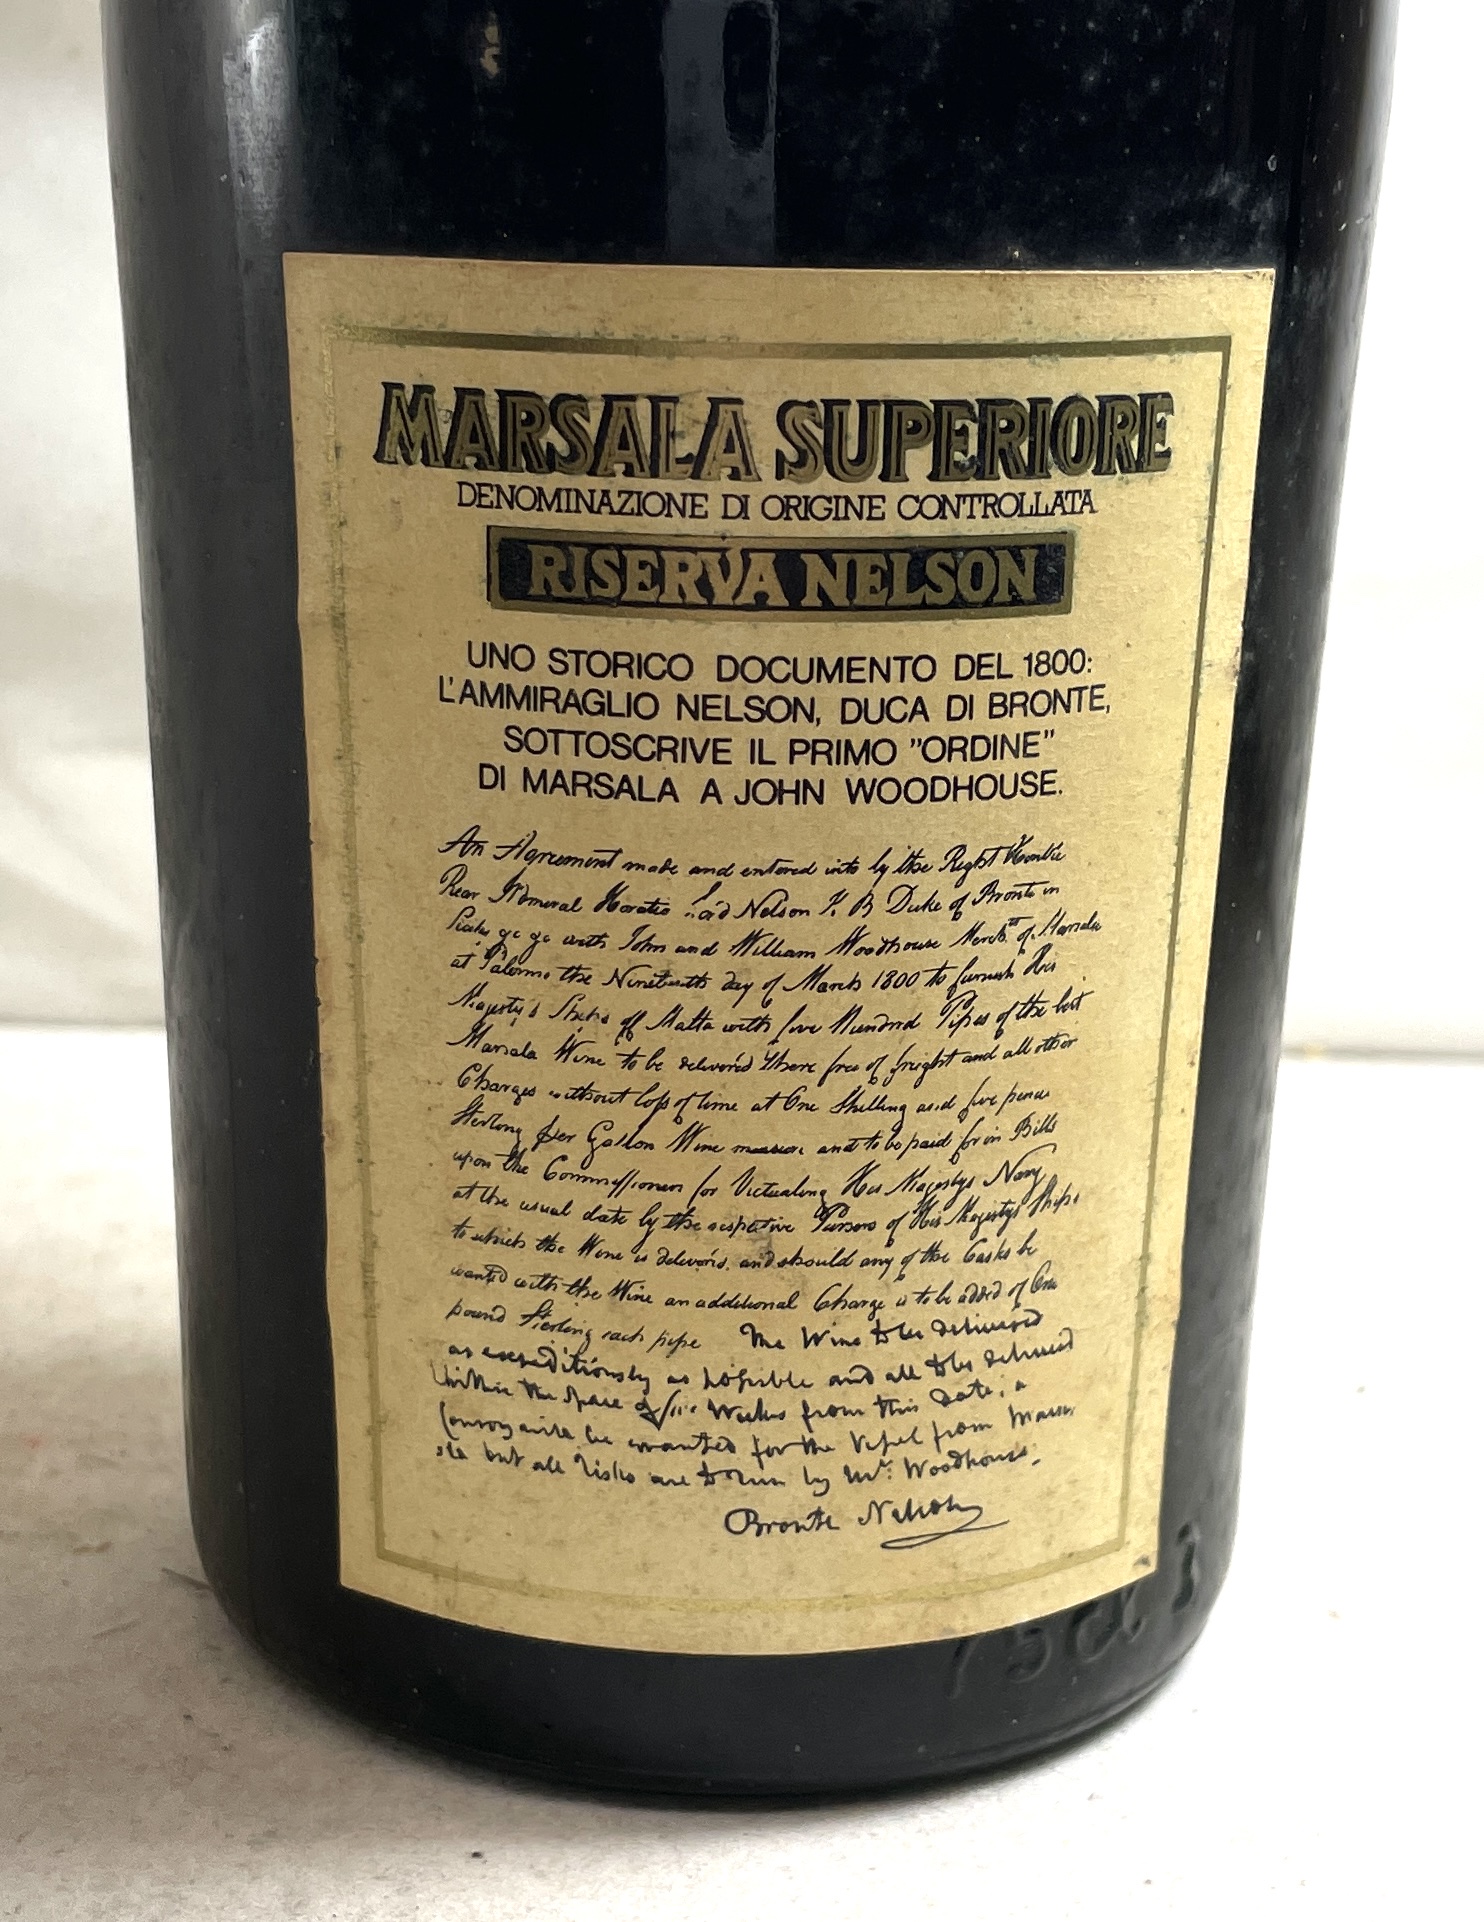 MARSALA SUPERIORE
DENOMINAZIONE DI ORIGINE CONTROLLATA
RISERVA NELSON
UNO STORICO DOCUMENTO DEL 1800:
L'AMMIRAGLIO NELSON, DUCA DI BRONTE,
SOTTOSCRIVE IL PRIMO "ORDINE"
DI MARSALA A JOHN WOODHOUSE.
An Agreement made and entered into by the Right Honble
Rear Admiral Horatio Lord Nelson K. B Duke of Bronte in
with John and William Woodhouse Merchts of Marsala
at Palermo the Nineteenth day of March 1800 to furnish His
Majesty's Ships off Malta with five Hundred Pipes of the best
Marsala Wine to be deliver'd there free of freight and all other
Charges without loss of time at One Shilling and five pence
Sterling per Gallon Wine measure and to be paid for in Bills
upon the Commissioners for Victualing His Majestys Navy
at the usual date by the respective Pursers of His Majestys Ships
to which the Wine is deliver'd. and should any of the Casks be
wanted with the Wine an additional Charge is to be added of One
pound Sterling each pipe The Wine to be delivered
as expeditiously as possible and all to be delivered
Within the space of Weeks from this date, a
Convoy will be wanted for the Vessel from Marsa
ala but all risks are to run by Mr: Woodhouse.
Bronte Nelson
75 cl